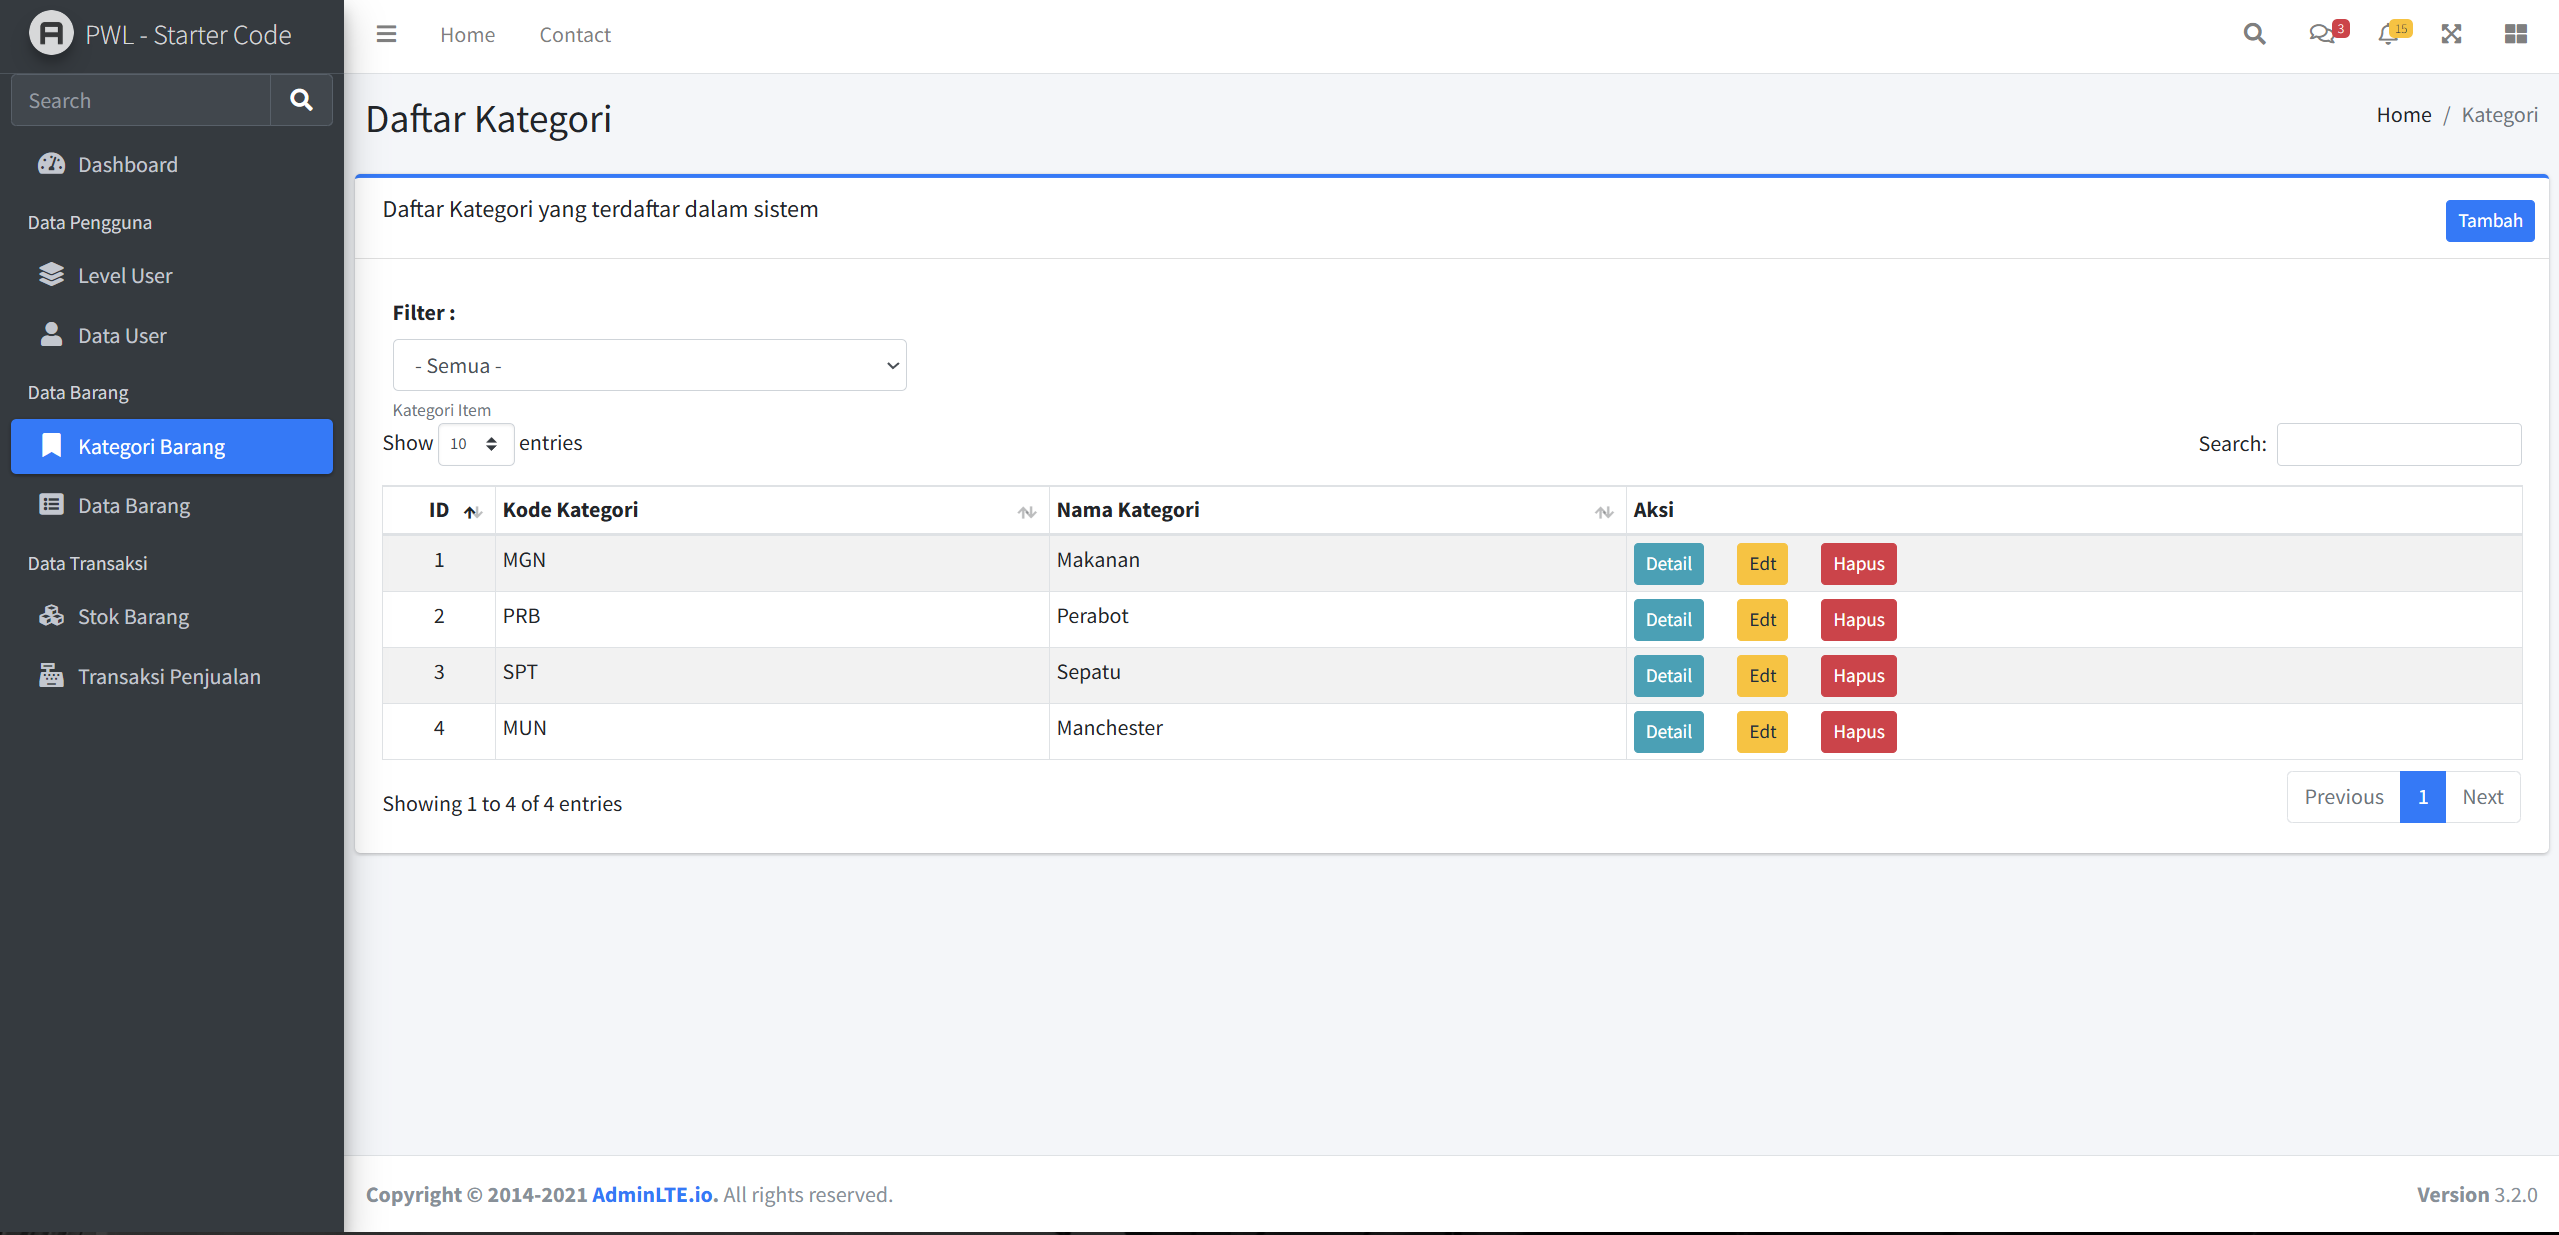 PWL - Starter Code
Home
Contact
3
15
Search
Dashboard
Data Pengguna
Level User
Data User
Data Barang
Kategori Barang
Data Barang
Data Transaksi
Stok Barang
Transaksi Penjualan
Daftar Kategori
Home / Kategori
Daftar Kategori yang terdaftar dalam sistem
Tambah
Filter :
- Semua -
Kategori Item
Show 10 entries
Search:
ID Kode Kategori Nama Kategori Aksi
1 MGN Makanan Detail Edt Hapus
2 PRB Perabot Detail Edt Hapus
3 SPT Sepatu Detail Edt Hapus
4 MUN Manchester Detail Edt Hapus
Showing 1 to 4 of 4 entries
Previous 1 Next
Copyright © 2014-2021 AdminLTE.io. All rights reserved.
Version 3.2.0